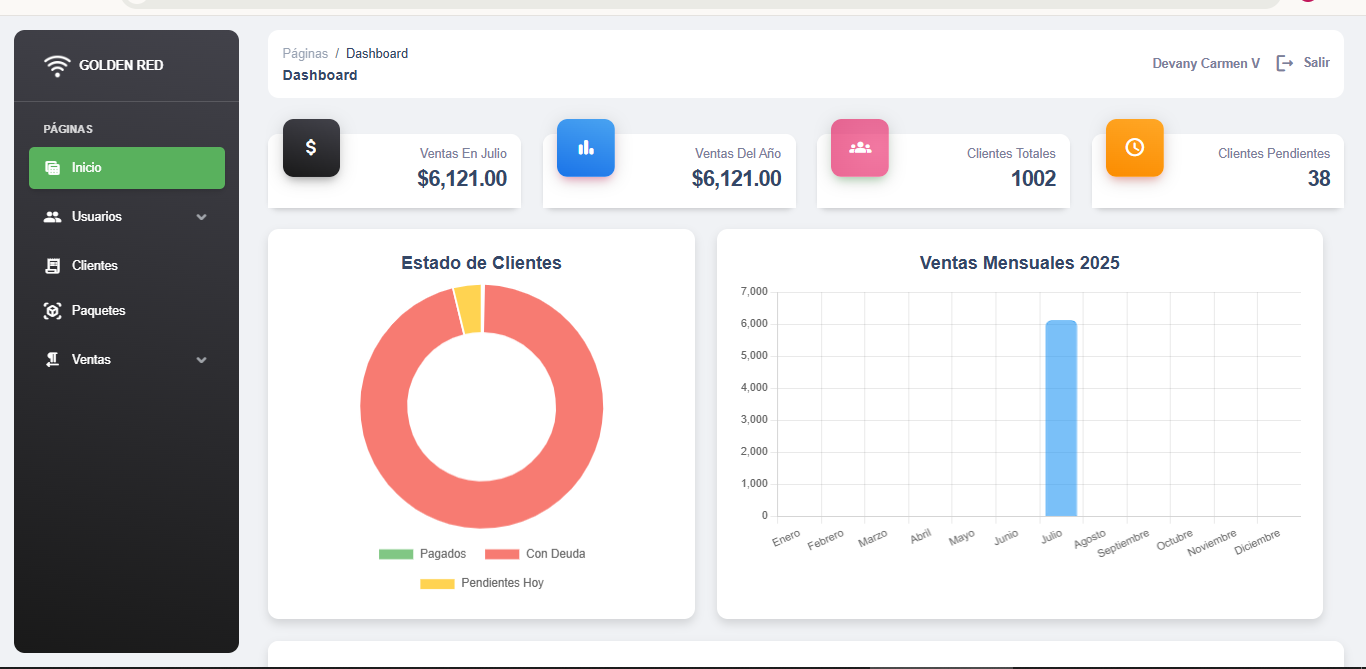 GOLDEN RED
PÁGINAS
Inicio
Usuarios
Clientes
Paquetes
Ventas
Páginas / Dashboard
Dashboard
Devany Carmen V
Salir
$
Ventas En Julio
$6,121.00
Ventas Del Año
$6,121.00
Clientes Totales
1002
Clientes Pendientes
38
Estado de Clientes
Pagados
Con Deuda
Pendientes Hoy
Ventas Mensuales 2025
7,000
6,000
5,000
4,000
3,000
2,000
1,000
0
Enero
Febrero
Marzo
Abril
Mayo
Junio
Julio
Agosto
Septiembre
Octubre
Noviembre
Diciembre